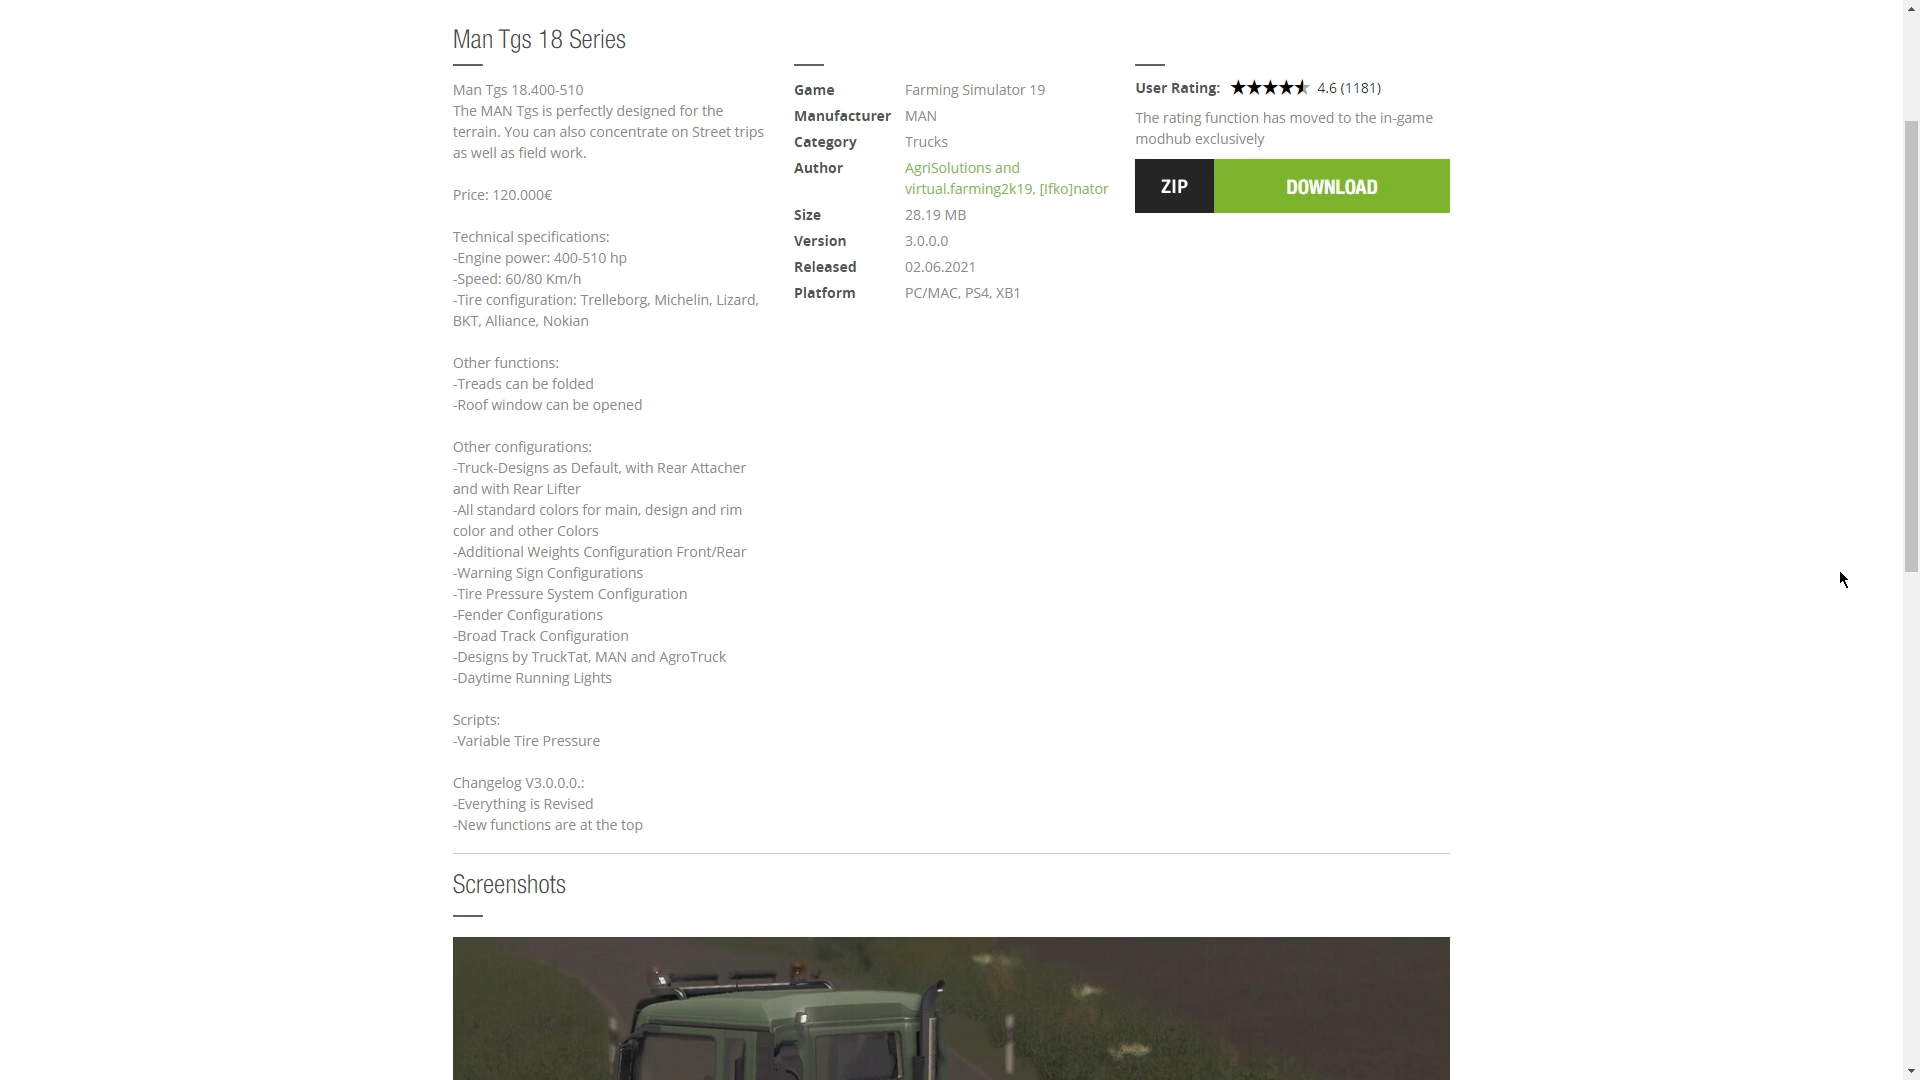 Man Tgs 18 Series
Man Tgs 18.400-510
The MAN Tgs is perfectly designed for the
terrain. You can also concentrate on Street trips
as well as field work.
Price: 120.000€
Technical specifications:
-Engine power: 400-510 hp
-Speed: 60/80 Km/h
-Tire configuration: Trelleborg, Michelin, Lizard,
BKT, Alliance, Nokian
Other functions:
-Treads can be folded
-Roof window can be opened
Other configurations:
-Truck-Designs as Default, with Rear Attacher
and with Rear Lifter
-All standard colors for main, design and rim
color and other Colors
-Additional Weights Configuration Front/Rear
-Warning Sign Configurations
-Tire Pressure System Configuration
-Fender Configurations
-Broad Track Configuration
-Designs by TruckTat, MAN and AgroTruck
-Daytime Running Lights
Scripts:
-Variable Tire Pressure
Changelog V3.0.0.0.:
-Everything is Revised
-New functions are at the top
Game Farming Simulator 19
Manufacturer MAN
Category Trucks
Author AgriSolutions and
virtual.farming2k19, [Ifko]nator
Size 28.19 MB
Version 3.0.0.0
Released 02.06.2021
Platform PC/MAC, PS4, XB1
User Rating: 4.6 (1181)
The rating function has moved to the in-game
modhub exclusively
ZIP DOWNLOAD
Screenshots